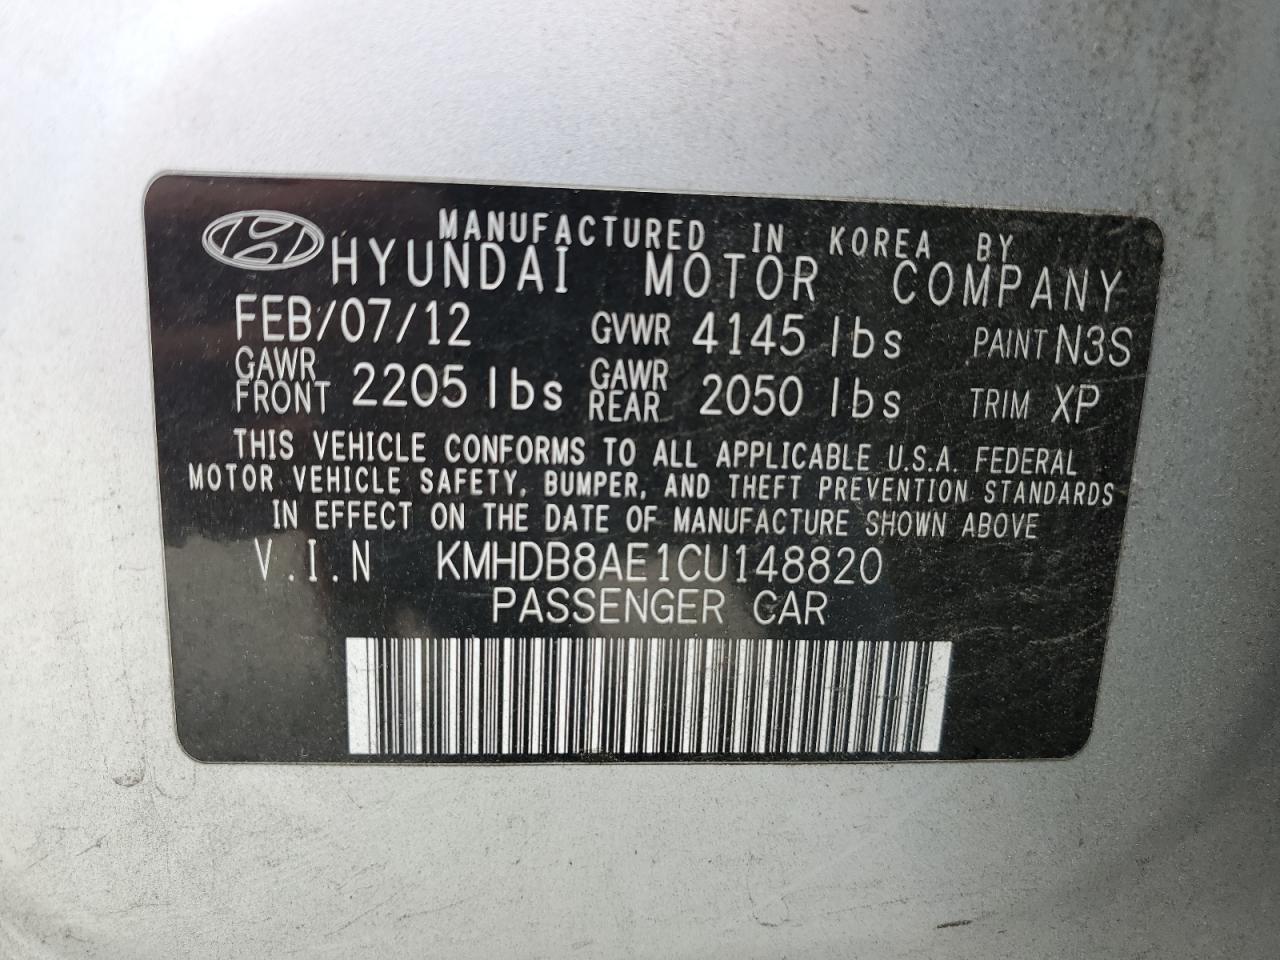 MANUFACTURED IN KOREA BY
HYUNDAI MOTOR COMPANY
FEB/07/12 GVWR 4145 lbs PAINT N3S
GAWR FRONT 2205 lbs GAWR REAR 2050 lbs TRIM XP
THIS VEHICLE CONFORMS TO ALL APPLICABLE U.S.A. FEDERAL
MOTOR VEHICLE SAFETY, BUMPER, AND THEFT PREVENTION STANDARDS
IN EFFECT ON THE DATE OF MANUFACTURE SHOWN ABOVE
V.I.N KMHDB8AE1CU148820
PASSENGER CAR